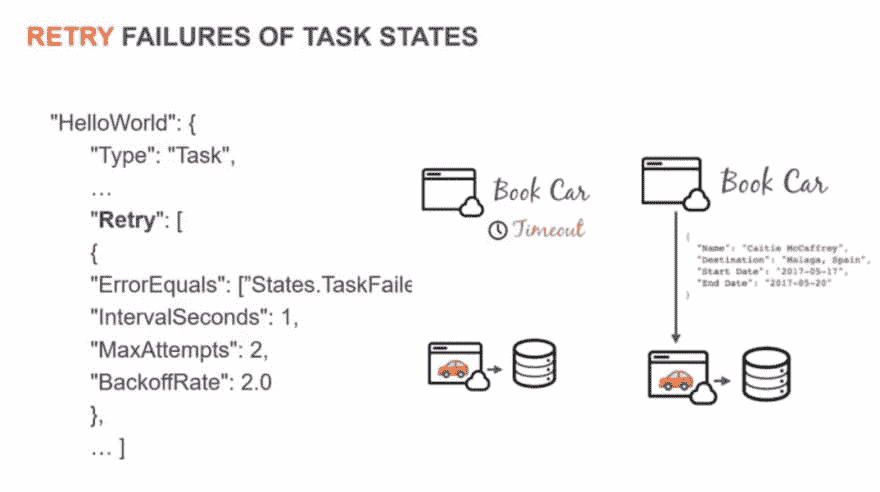 RETRY FAILURES OF TASK STATES
"HelloWorld": {
"Type": "Task",
...
"Retry": [
{
"ErrorEquals": ["States.TaskFaile
"IntervalSeconds": 1,
"MaxAttempts": 2,
"BackoffRate": 2.0
},
... ]
Book Car
Timeout
Book Car
{
"Name": "Caitie McCaffrey",
"Destination": "Malaga, Spain",
"Start Date": "2017-05-17",
"End Date": "2017-05-20"
}